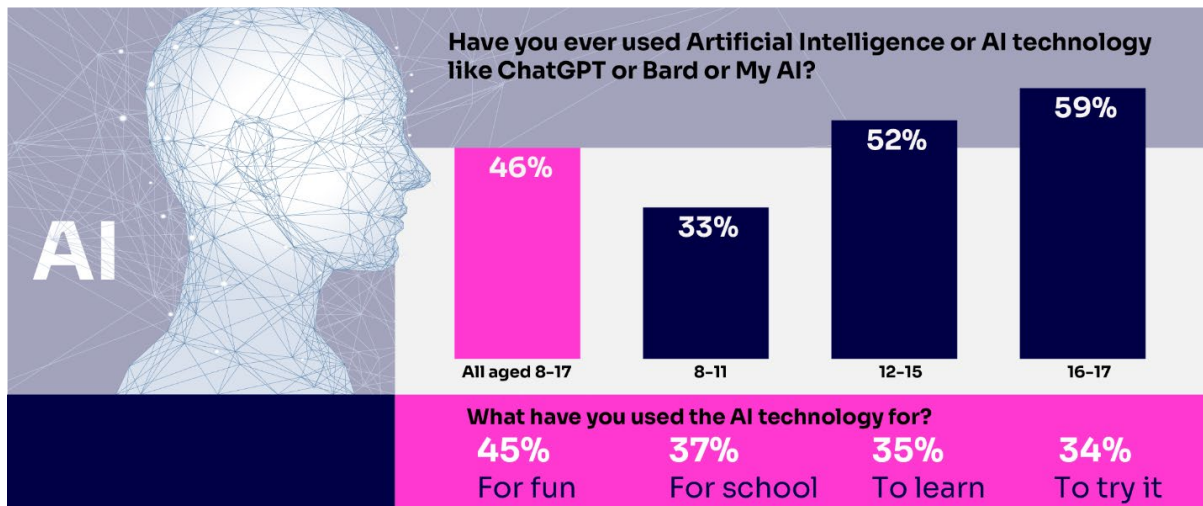 Have you ever used Artificial Intelligence or AI technology
like ChatGPT or Bard or My AI?
AI
46%
33%
52%
59%
All aged 8-17
8-11
12-15
16-17
What have you used the AI technology for?
45%
37%
35%
34%
For fun
For school
To learn
To try it